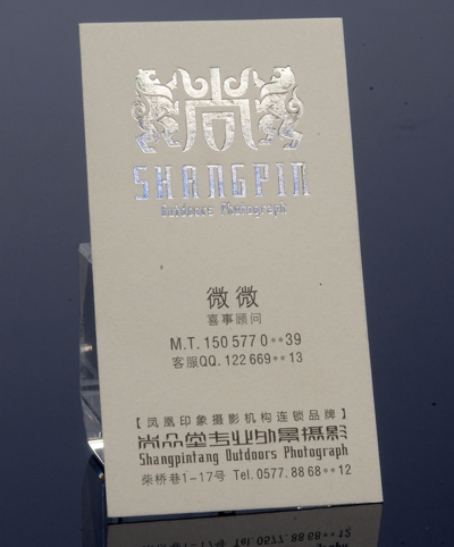 尚
SHANGPIN
Outdoors Photograph
微微
喜事顾问
M.T. 150 577 0**39
客服QQ. 122 669**13
【凤凰印象摄影机构连锁品牌】
尚品堂专业外景摄影
Shangpintang Outdoors Photograph
柴桥巷1-17号 Tel.0577.8868**12